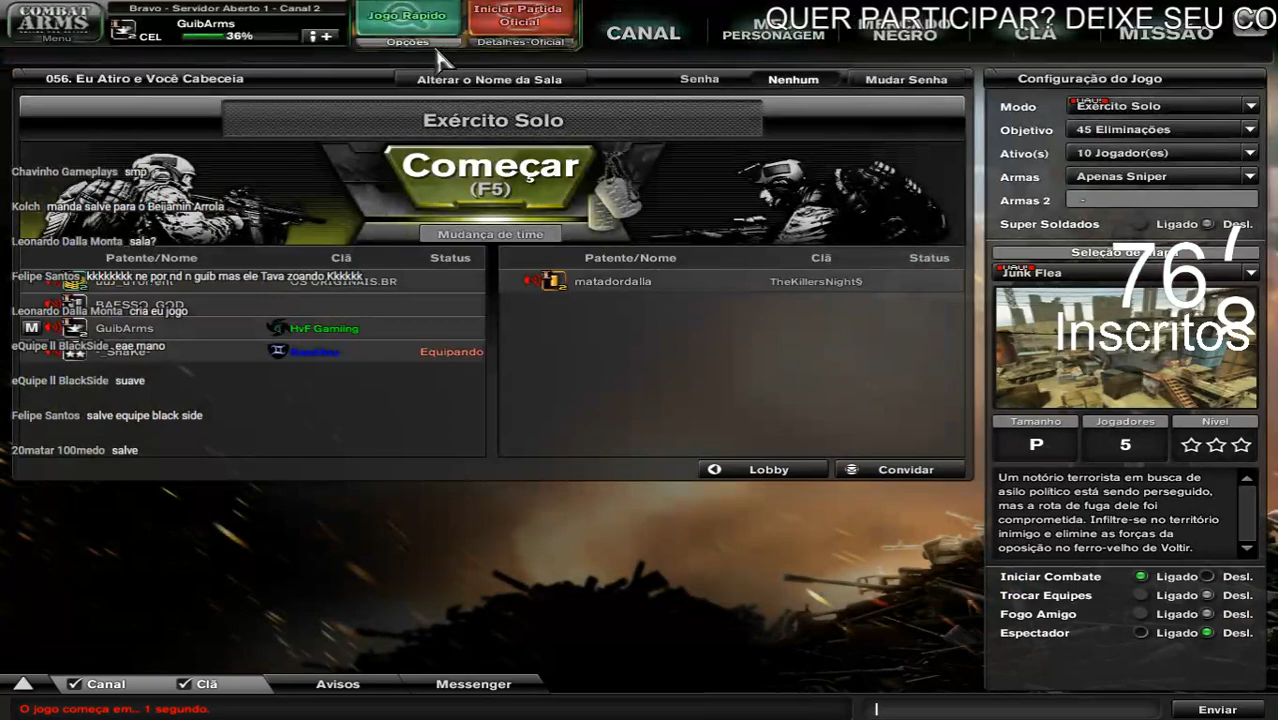 COMBAT ARMS
Menu
Bravo - Servidor Aberto 1 - Canal 2
GuibArms
CEL 36%
Jogo Rápido
Opções
Iniciar Partida Oficial
Detalhes-Oficial
QUER PARTICIPAR? DEIXE SEU CO
CANAL
PERSONAGEM
MERCADO NEGRO
CLÃ
MISSÃO
056. Eu Atiro e Você Cabeceia
Alterar o Nome da Sala
Senha
Nenhum
Mudar Senha
Exército Solo
Começar
(F5)
Mudança de time
Patente/Nome Clã Status
OS ORIGINAIS.BR
RAESSO_GOD
M GuibArms HvF Gamiing
Equipando
Patente/Nome Clã Status
matadordalla TheKillersNight§
Chavinho Gameplays smp
Kolch manda salve para o Beijamin Arrola
Leonardo Dalla Monta sala?
Felipe Santos kkkkkkkk ne por nd n guib mas ele Tava zoando Kkkkkk
Leonardo Dalla Monta cria eu jogo
eQuipe ll BlackSide eae mano
eQuipe ll BlackSide suave
Felipe Santos salve equipe black side
20matar 100medo salve
Lobby
Convidar
Configuração do Jogo
Modo Exército Solo
Objetivo 45 Eliminações
Ativo(s) 10 Jogador(es)
Armas Apenas Sniper
Armas 2 -
Super Soldados Ligado Desl.
Junk Flea
76
Inscritos
Tamanho Jogadores Nível
P 5
Um notório terrorista em busca de
asilo político está sendo perseguido,
mas a rota de fuga dele foi
comprometida. Infiltre-se no território
inimigo e elimine as forças da
oposição no ferro-velho de Voltir.
Iniciar Combate Ligado Desl.
Trocar Equipes Ligado Desl.
Fogo Amigo Ligado Desl.
Espectador Ligado Desl.
Canal
Clã
Avisos
Messenger
O jogo começa em... 1 segundo.
Enviar